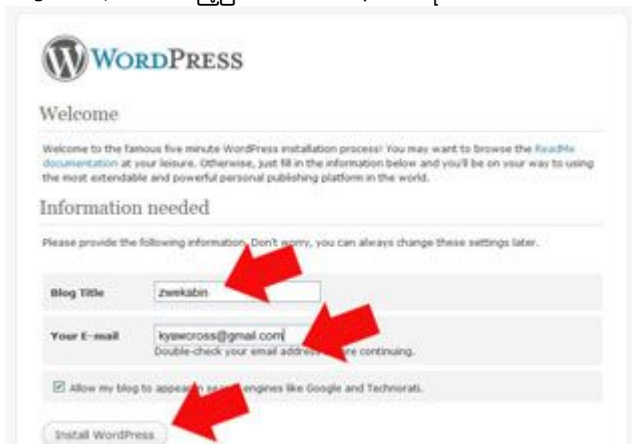 WORDPRESS
Welcome
Welcome to the famous five minute WordPress installation process! You may want to browse the ReadMe
documentation at your leisure. Otherwise, just fill in the information below and you'll be on your way to using
the most extendable and powerful personal publishing platform in the world.
Information needed
Please provide the following information. Don't worry, you can always change these settings later.
Blog Title zwekabin
Your E-mail kyawcross@gmail.com
Double-check your email address before continuing.
Allow my blog to appear in search engines like Google and Technorati.
Install WordPress